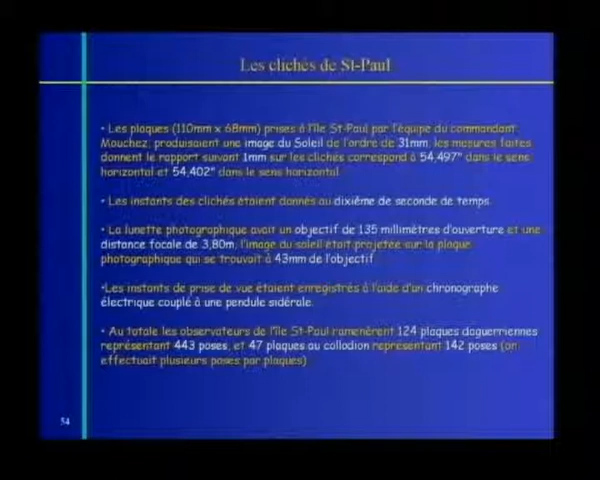 Les clichés de St-Paul
• Les plaques (110mm x 68mm) prises à l'île St-Paul par l'équipe du commandant
Mouchez, produisaient une image du Soleil de l'ordre de 31mm, les mesures faites
donnent le rapport suivant 1mm sur les clichés correspond à 54,497" dans le sens
horizontal et 54,402" dans le sens horizontal.
• Les instants des clichés étaient donnés au dixième de seconde de temps.
• La lunette photographique avait un objectif de 135 millimètres d'ouverture et une
distance focale de 3,80m, l'image du soleil était projetée sur la plaque
photographique qui se trouvait à 43mm de l'objectif.
•Les instants de prise de vue étaient enregistrés à l'aide d'un chronographe
électrique couplé à une pendule sidérale.
• Au totale les observateurs de l'île St-Paul ramenèrent 124 plaques daguerriennes
représentant 443 poses, et 47 plaques au collodion représentant 142 poses (on
effectuait plusieurs poses par plaques)
54